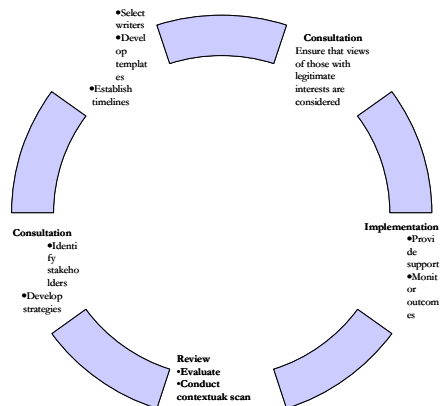 •Select
writers
•Devel
op
templat
es
•Establish
timelines
Consultation
Ensure that views
of those with
legitimate
interests are
considered
Implementation
•Provi
de
support
•Monit
or
outcom
es
Review
•Evaluate
•Conduct
contextuak scan
Consultation
•Identi
fy
stakeho
lders
•Develop
strategies